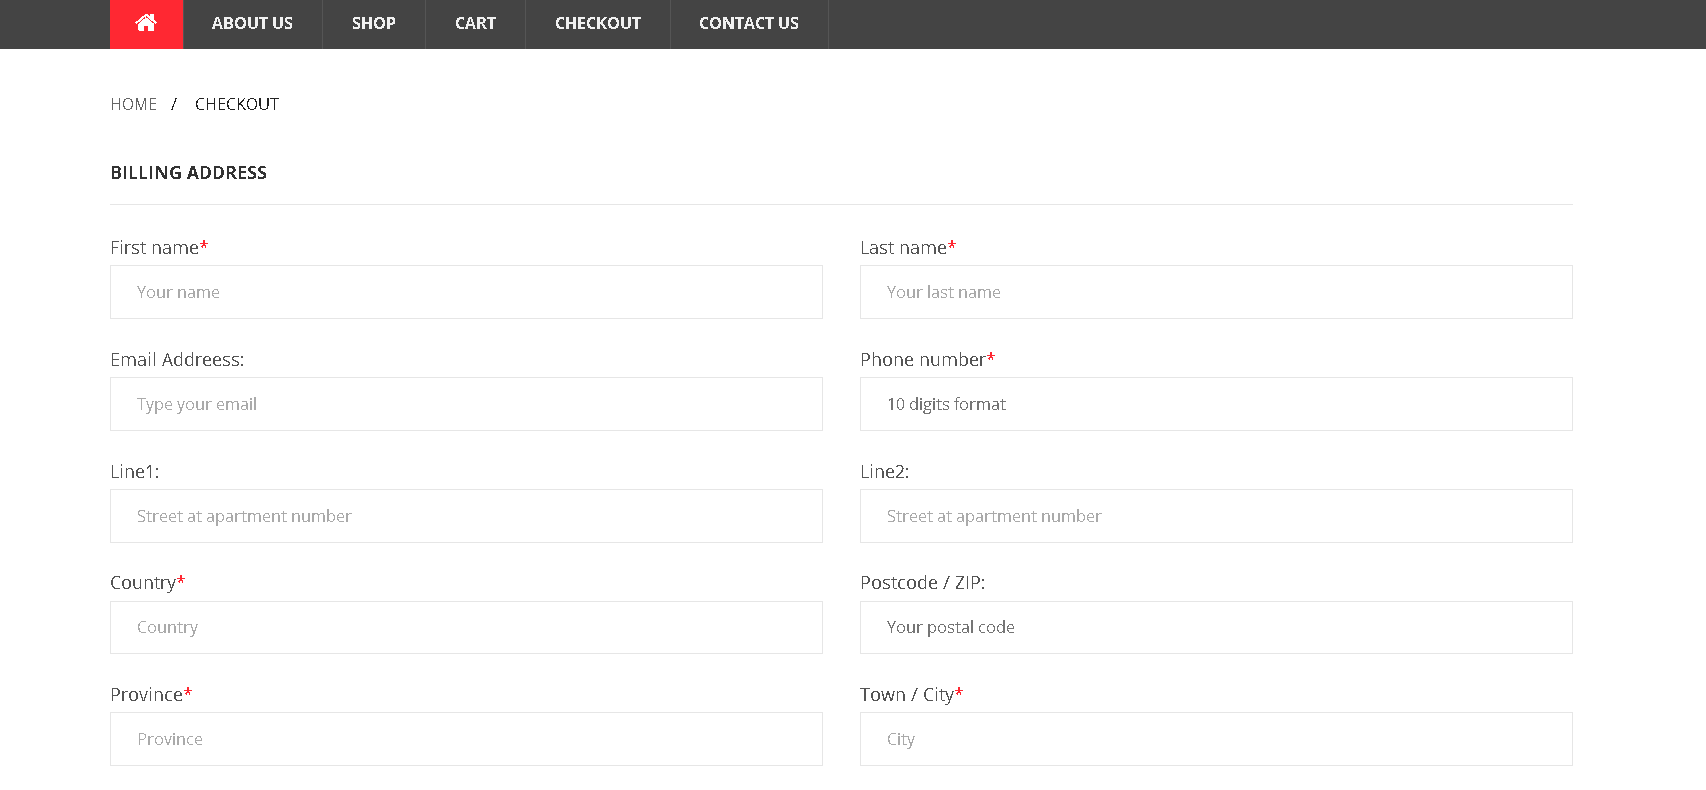 ABOUT US SHOP CART CHECKOUT CONTACT US
HOME / CHECKOUT
BILLING ADDRESS
First name* Last name*
Your name Your last name
Email Addreess: Phone number*
Type your email 10 digits format
Line1: Line2:
Street at apartment number Street at apartment number
Country* Postcode / ZIP:
Country Your postal code
Province* Town / City*
Province City